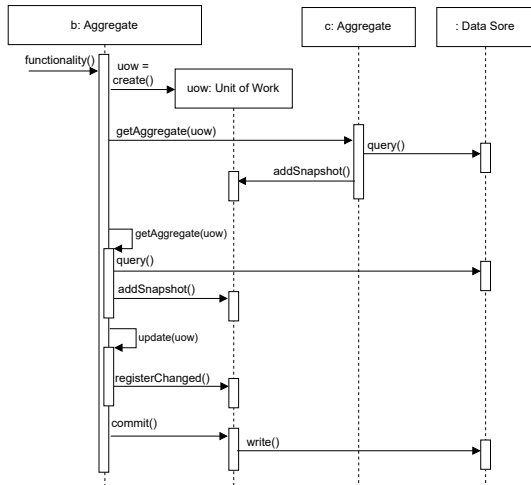 b: Aggregate
c: Aggregate
: Data Sore
functionality()
uow =
create()
uow: Unit of Work
getAggregate(uow)
query()
addSnapshot()
getAggregate(uow)
query()
addSnapshot()
update(uow)
registerChanged()
commit()
write()